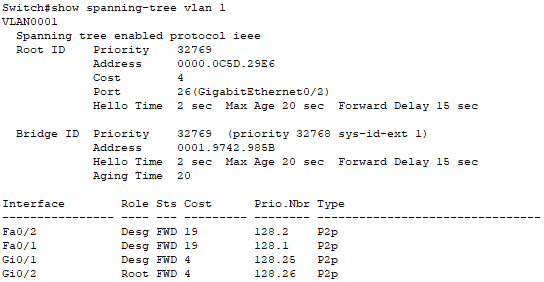 Switch#show spanning-tree vlan 1
VLAN0001
  Spanning tree enabled protocol ieee
  Root ID    Priority    32769
             Address     0000.0C5D.29E6
             Cost        4
             Port        26(GigabitEthernet0/2)
             Hello Time  2 sec  Max Age 20 sec  Forward Delay 15 sec
  Bridge ID  Priority    32769  (priority 32768 sys-id-ext 1)
             Address     0001.9742.985B
             Hello Time  2 sec  Max Age 20 sec  Forward Delay 15 sec
             Aging Time  20
Interface        Role Sts Cost      Prio.Nbr Type
---------------- ---- --- --------- -------- --------------------------------
Fa0/2            Desg FWD 19        128.2    P2p
Fa0/1            Desg FWD 19        128.1    P2p
Gi0/1            Desg FWD 4         128.25   P2p
Gi0/2            Root FWD 4         128.26   P2p